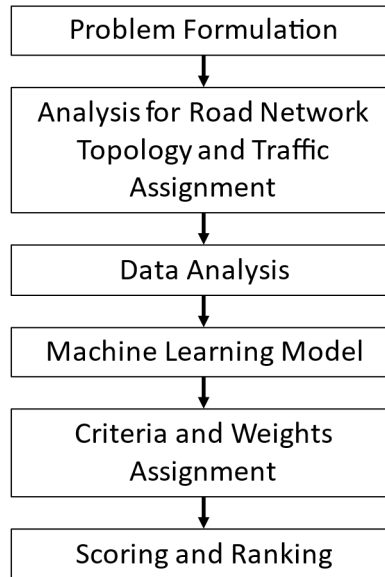 Problem Formulation
Analysis for Road Network
Topology and Traffic
Assignment
Data Analysis
Machine Learning Model
Criteria and Weights
Assignment
Scoring and Ranking